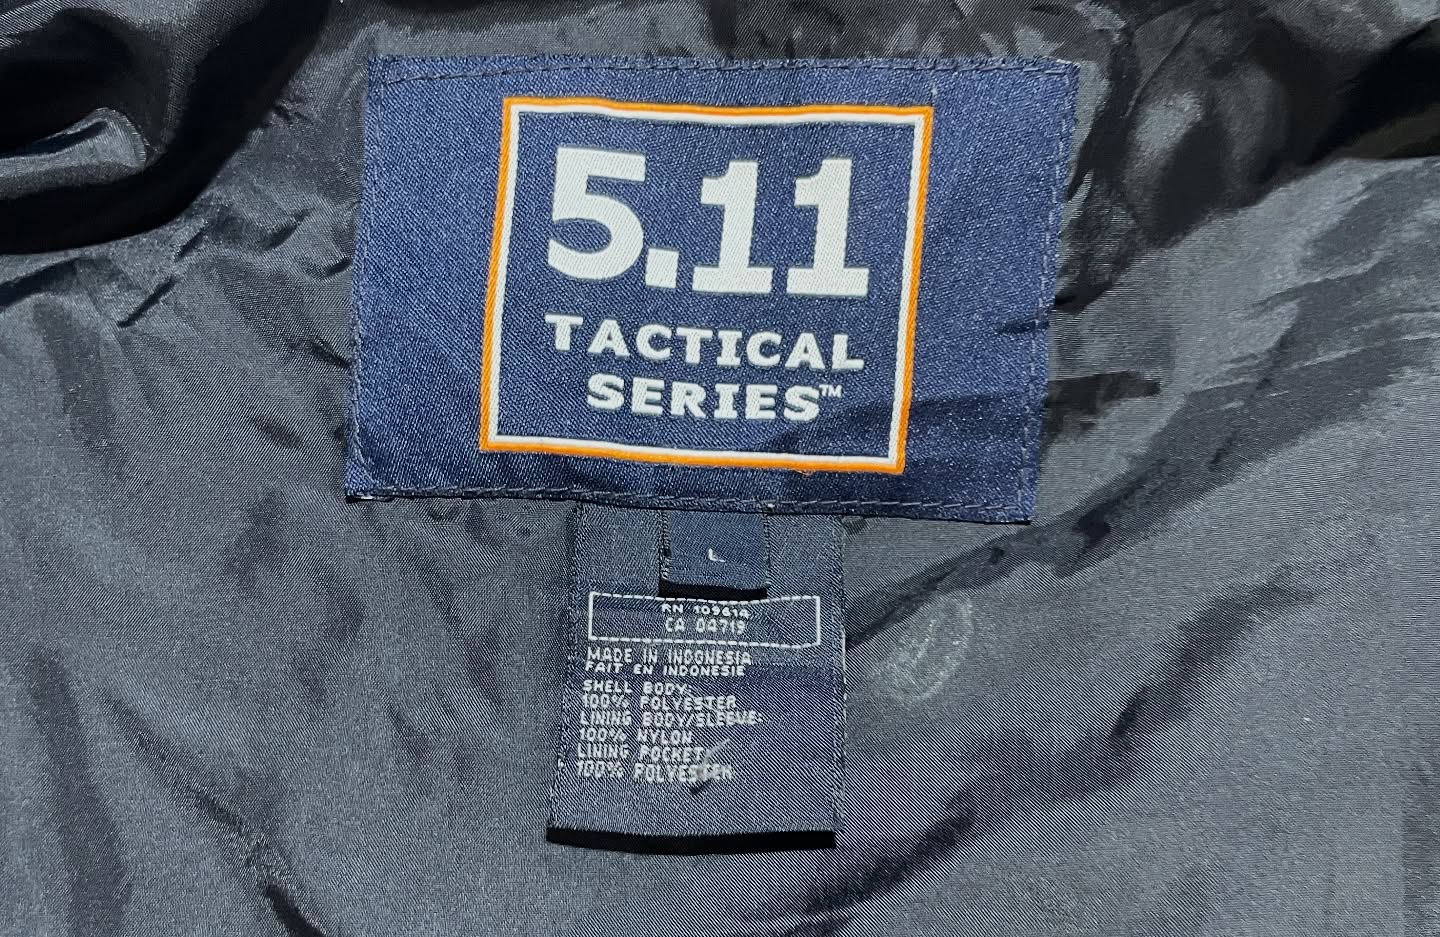 5.11
TACTICAL
SERIES™
L
RN 109614
CA 04719
MADE IN INDONESIA
FAIT EN INDONESIE
SHELL BODY:
100% POLYESTER
LINING BODY/SLEEVE:
100% NYLON
LINING POCKET
100% POLYESTER